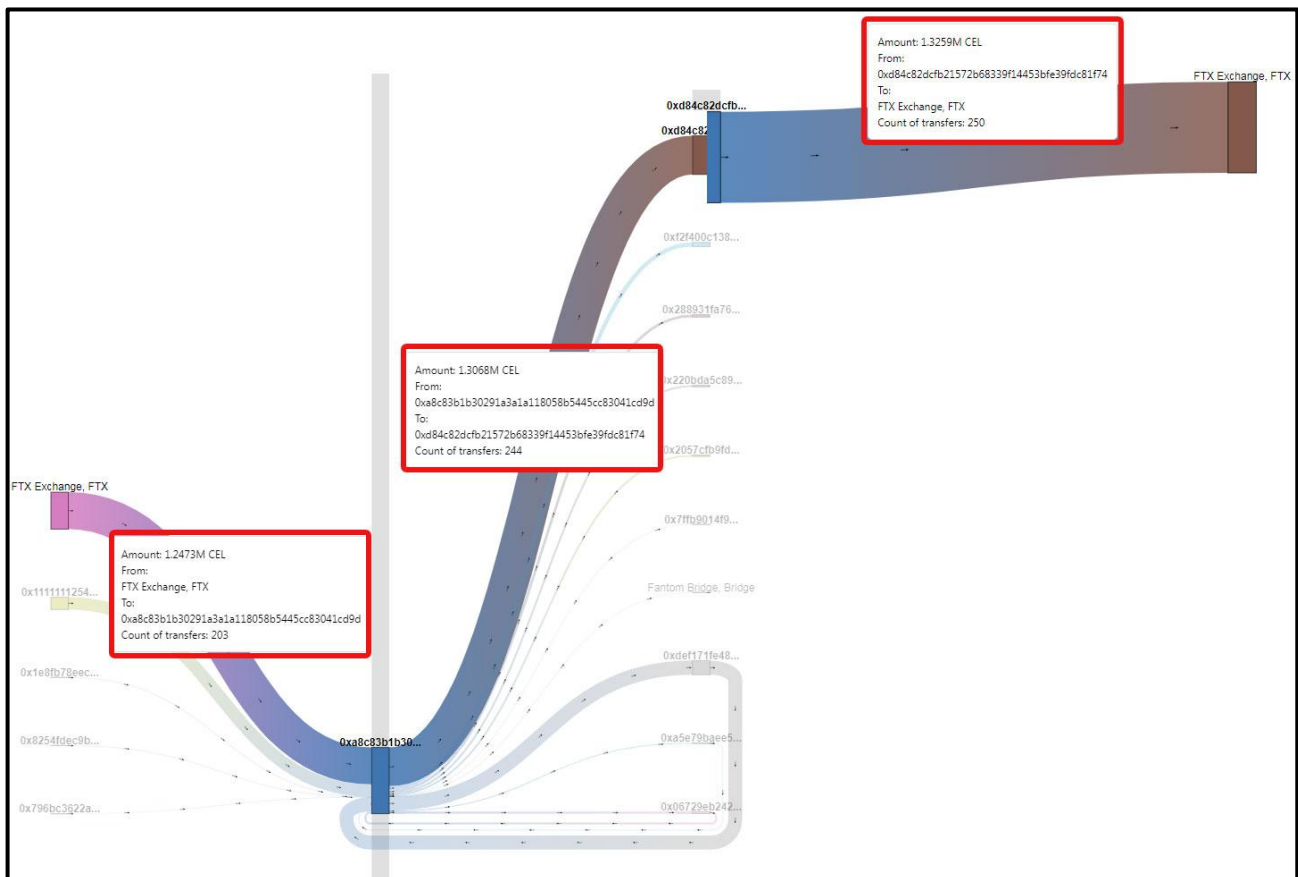 Amount: 1.3259M CEL
From:
0xd84c82dcfb21572b68339f14453bfe39fdc81f74
To:
FTX Exchange, FTX
Count of transfers: 250
FTX Exchange, FTX
0xd84c82dcfb...
0xd84c82
0xf2f400c138...
0x288931fa76...
0x220bda5c89...
0x2057cfb9fd...
0x7ffb9014f9...
Fantom Bridge, Bridge
0xdef171fe48...
0xa5e79baee5...
0x06729eb242...
Amount: 1.3068M CEL
From:
0xa8c83b1b30291a3a1a118058b5445cc83041cd9d
To:
0xd84c82dcfb21572b68339f14453bfe39fdc81f74
Count of transfers: 244
FTX Exchange, FTX
Amount: 1.2473M CEL
From:
FTX Exchange, FTX
To:
0xa8c83b1b30291a3a1a118058b5445cc83041cd9d
Count of transfers: 203
0x1111111254...
0x1e8fb78eec...
0x8254fdec9b...
0x796bc3622a...
0xa8c83b1b30...